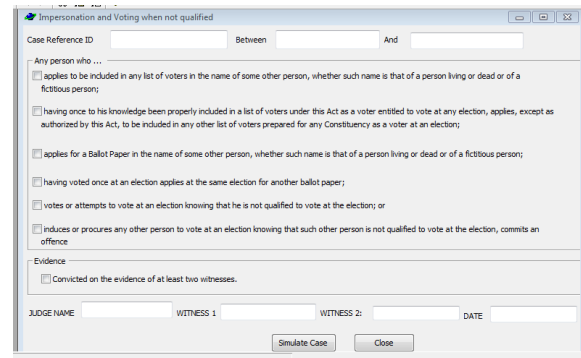 Impersonation and Voting when not qualified
Case Reference ID Between And
Any person who ...
applies to be included in any list of voters in the name of some other person, whether such name is that of a person living or dead or of a
fictitious person;
having once to his knowledge been properly included in a list of voters under this Act as a voter entitled to vote at any election, applies, except as
authorized by this Act, to be included in any other list of voters prepared for any Constituency as a voter at an election;
applies for a Ballot Paper in the name of some other person, whether such name is that of a person living or dead or of a fictitious person;
having voted once at an election applies at the same election for another ballot paper;
votes or attempts to vote at an election knowing that he is not qualified to vote at the election; or
induces or procures any other person to vote at an election knowing that such other person is not qualified to vote at the election, commits an
offence
Evidence
Convicted on the evidence of at least two witnesses.
JUDGE NAME WITNESS 1 WITNESS 2: DATE
Simulate Case Close